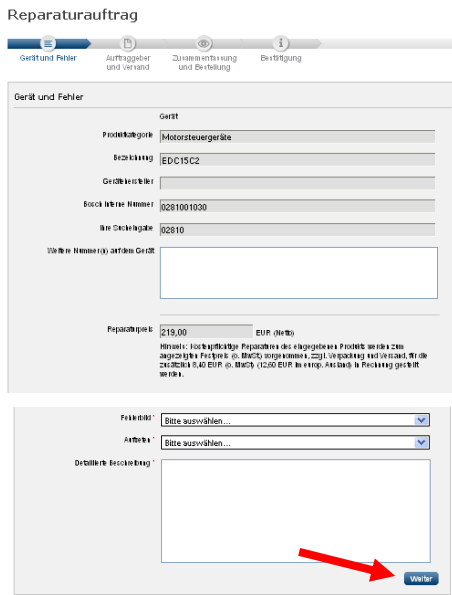 Reparaturauftrag
Gerät und Fehler
Auftraggeber und Versand
Zusammenfassung und Bestellung
Bestätigung
Gerät und Fehler
Gerät
Produktkategorie Motorsteuergeräte
Bezeichnung EDC15C2
Gerätehersteller
Bosch Interne Nummer 0281001030
Ihre Sucheingabe 02810
Weitere Nummer(n) auf dem Gerät
Reparaturpreis 219,00 EUR (Netto)
Hinweis: Kostenpflichtige Reparaturen des eingegebenen Produkts werden zum
angezeigten Festpreis (o. MwSt) vorgenommen, zzgl. Verpackung und Versand, für die
zusätzlich 8,40 EUR (o. MwSt) (12,60 EUR im europ. Ausland) in Rechnung gestellt
werden.
Fehlerbild * Bitte auswählen...
Auftreten * Bitte auswählen...
Detaillierte Beschreibung *
Weiter